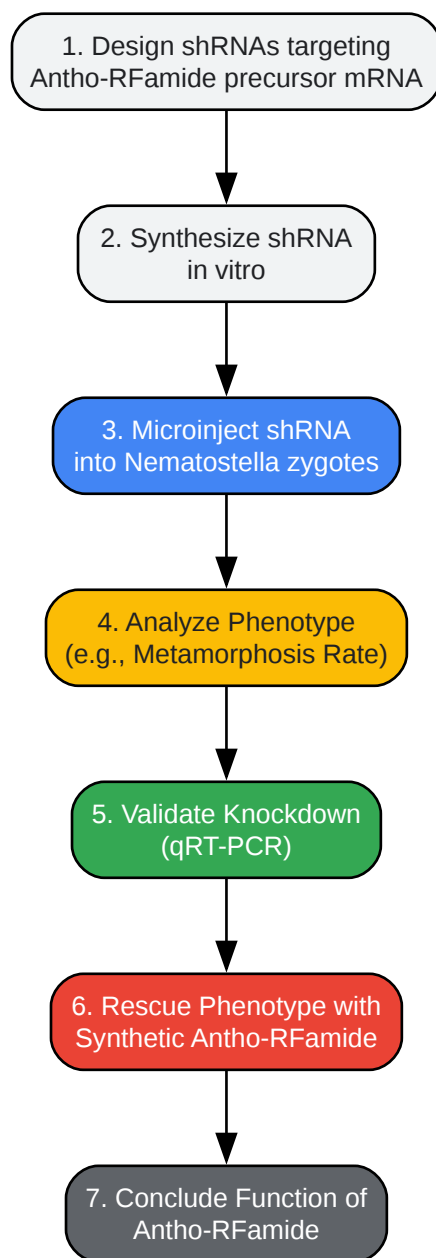 1. Design shRNAs targeting
Antho-RFamide precursor mRNA
2. Synthesize shRNA
in vitro
3. Microinject shRNA
into Nematostella zygotes
4. Analyze Phenotype
(e.g., Metamorphosis Rate)
5. Validate Knockdown
(qRT-PCR)
6. Rescue Phenotype with
Synthetic Antho-RFamide
7. Conclude Function of
Antho-RFamide